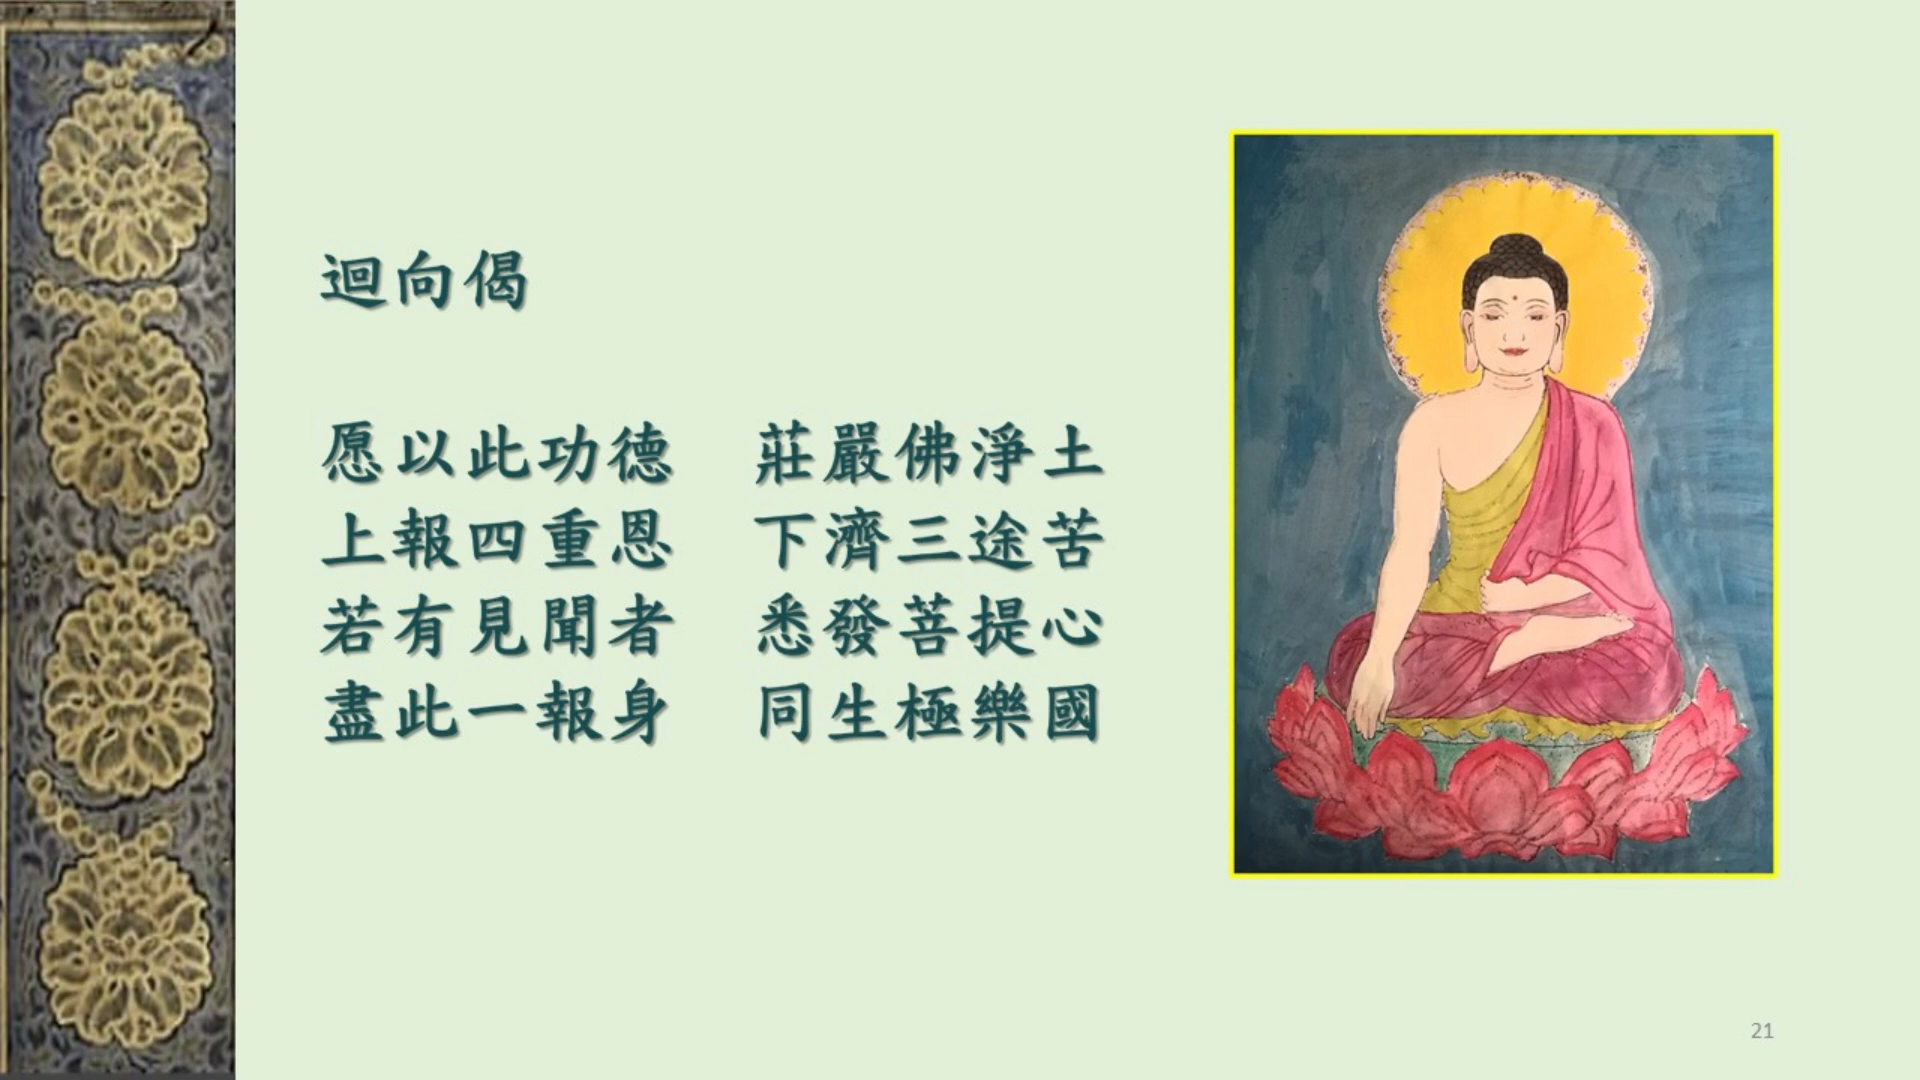 迴向偈
愿以此功德 莊嚴佛淨土
上報四重恩 下濟三途苦
若有見聞者 悉發菩提心
盡此一報身 同生極樂國
21